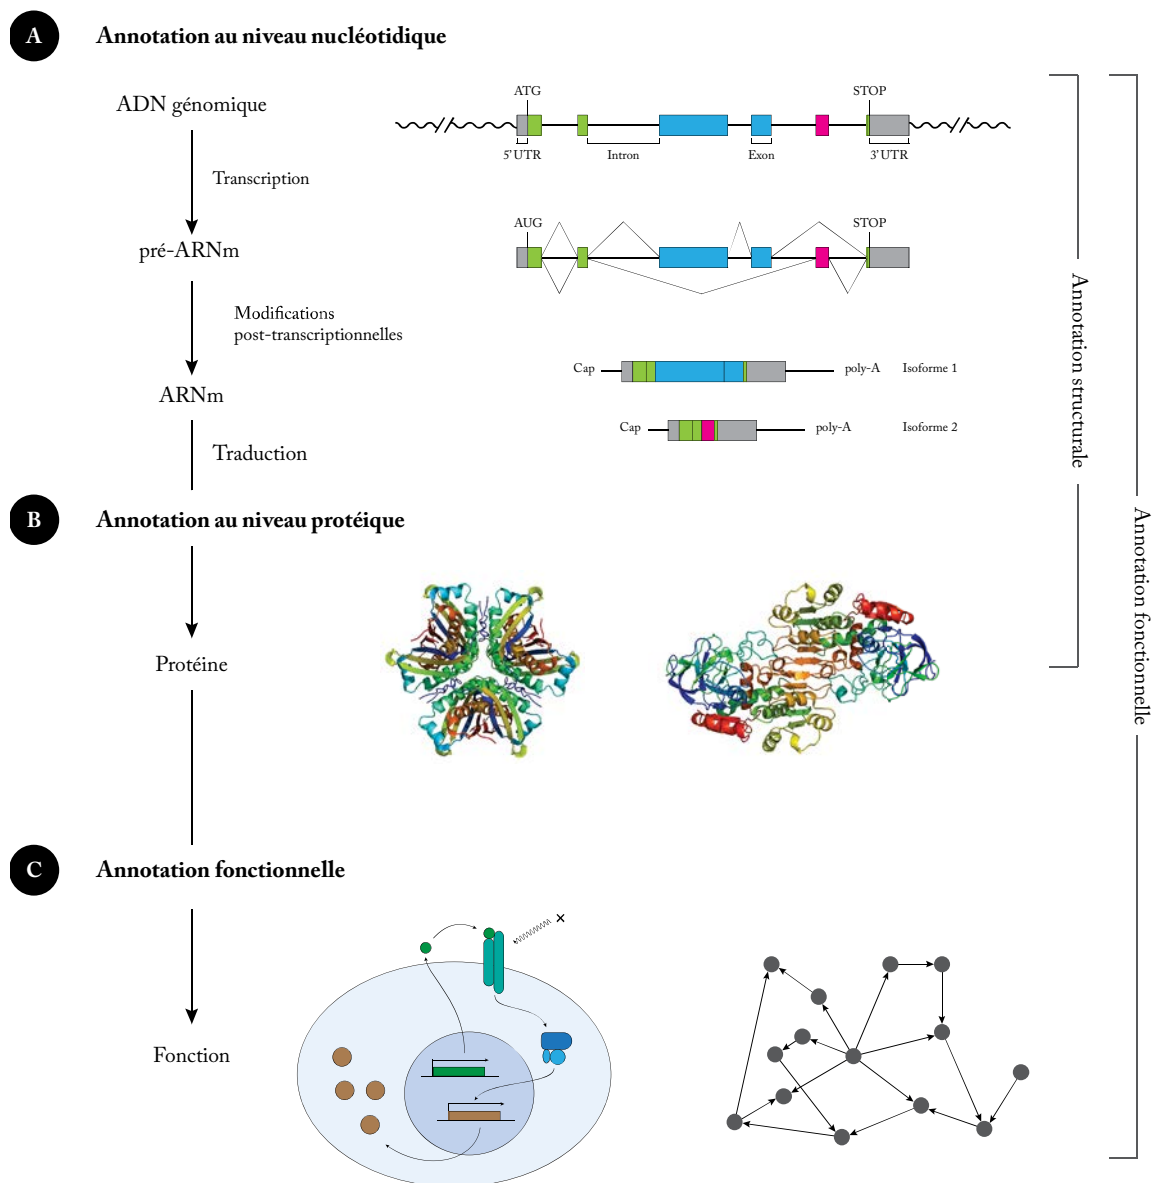 A
Annotation au niveau nucléotidique
ADN génomique
ATG
STOP
5'UTR
Intron
Exon
3'UTR
Transcription
pré-ARNm
AUG
STOP
Modifications
post-transcriptionnelles
ARNm
Cap
poly-A
Isoforme 1
Cap
poly-A
Isoforme 2
Traduction
Annotation structurale
B
Annotation au niveau protéique
Protéine
Annotation fonctionnelle
C
Annotation fonctionnelle
Fonction